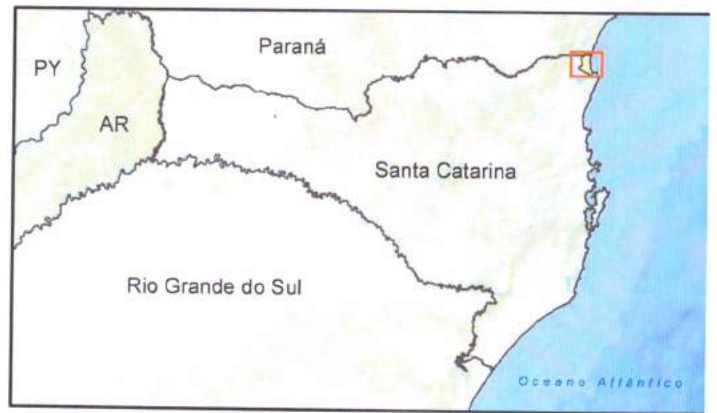 Paraná
PY
AR
Santa Catarina
Rio Grande do Sul
Oceano Atlântico